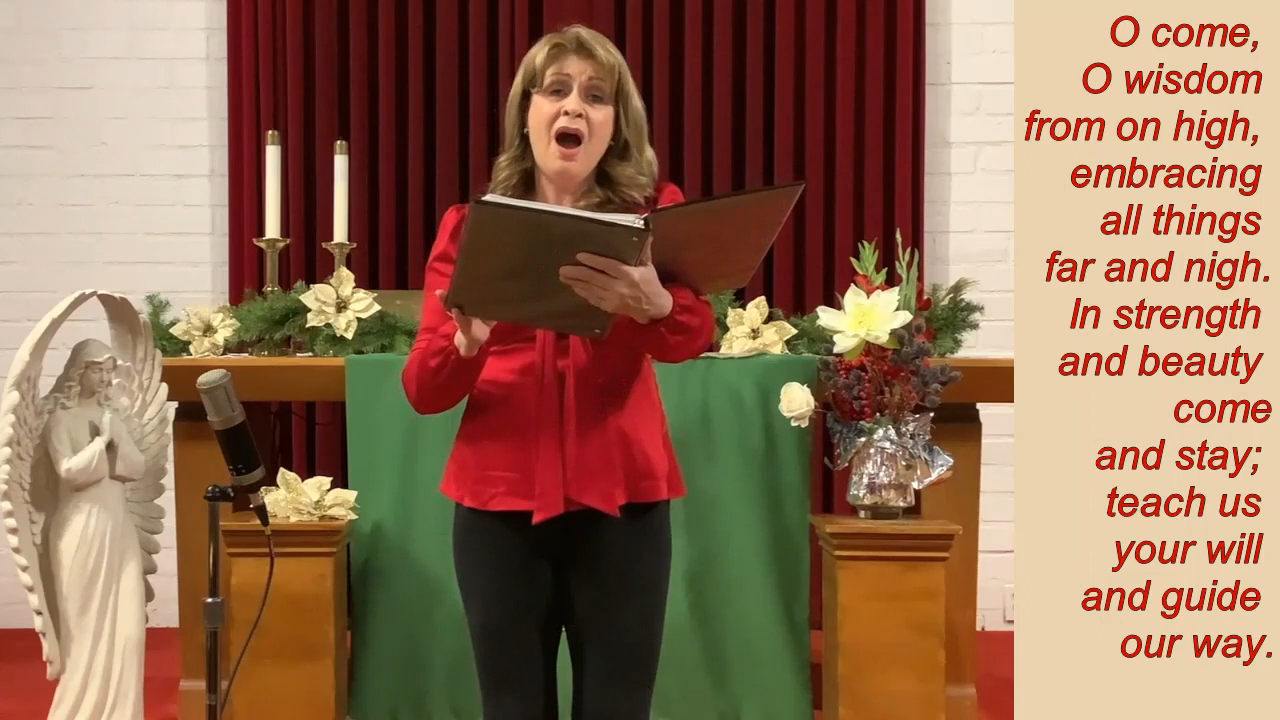 O come,
O wisdom
from on high,
embracing
all things
far and nigh.
In strength
and beauty
come
and stay;
teach us
your will
and guide
our way.